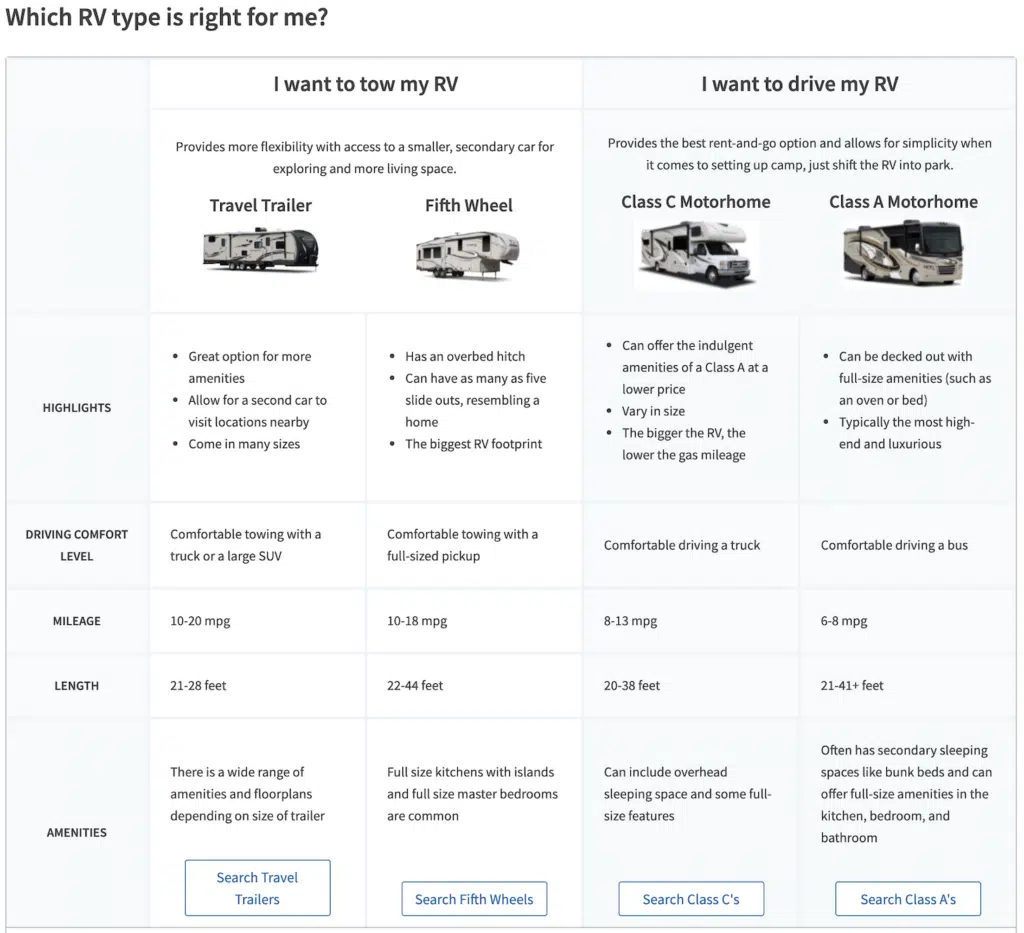 Which RV type is right for me?
I want to tow my RV
I want to drive my RV
Provides more flexibility with access to a smaller, secondary car for
exploring and more living space.
Provides the best rent-and-go option and allows for simplicity when
it comes to setting up camp, just shift the RV into park.
Travel Trailer
Fifth Wheel
Class C Motorhome
Class A Motorhome
HIGHLIGHTS
• Great option for more
amenities
• Allow for a second car to
visit locations nearby
• Come in many sizes
• Has an overbed hitch
• Can have as many as five
slide outs, resembling a
home
• The biggest RV footprint
• Can offer the indulgent
amenities of a Class A at a
lower price
• Vary in size
• The bigger the RV, the
lower the gas mileage
• Can be decked out with
full-size amenities (such as
an oven or bed)
• Typically the most high-
end and luxurious
DRIVING COMFORT
LEVEL
Comfortable towing with a
truck or a large SUV
Comfortable towing with a
full-sized pickup
Comfortable driving a truck
Comfortable driving a bus
MILEAGE
10-20 mpg
10-18 mpg
8-13 mpg
6-8 mpg
LENGTH
21-28 feet
22-44 feet
20-38 feet
21-41+ feet
AMENITIES
There is a wide range of
amenities and floorplans
depending on size of trailer
Search Travel
Trailers
Full size kitchens with islands
and full size master bedrooms
are common
Search Fifth Wheels
Can include overhead
sleeping space and some full-
size features
Search Class C's
Often has secondary sleeping
spaces like bunk beds and can
offer full-size amenities in the
kitchen, bedroom, and
bathroom
Search Class A's